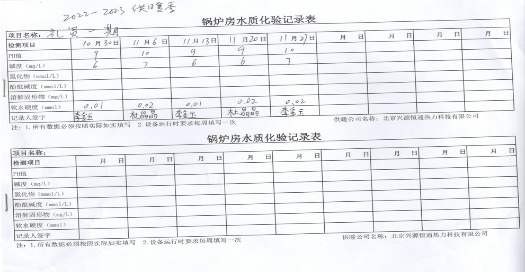 2022-2023 供暖季
锅炉房水质化验记录表
项目名称: 一期
检测项目 10月30日 11月6日 11月13日 11月20日 11月27日 月 日 月 日 月 日
PH值 9 10 9 9 10
碱度（mg/L） 6 7 6 6 7
氯化物（mmol/L）
酚酞碱度（mmol/L）
溶解固形物（mg/L）
软水硬度（mmol/L） 0.01 0.02 0.01 0.02 0.02
记录人签字
注：1.所有数据必须按照实际如实填写 2.设备运行时要求每周填写一次 供暖公司名称：北京兴源恒通热力科技有限公司
锅炉房水质化验记录表
项目名称:
检测项目 月 日 月 日 月 日 月 日 月 日 月 日 月 日 月 日
PH值
碱度（mg/L）
氯化物（mmol/L）
酚酞碱度（mmol/L）
溶解固形物（mg/L）
软水硬度（mmol/L）
记录人签字
注：1.所有数据必须按照实际如实填写 2.设备运行时要求每周填写一次 供暖公司名称：北京兴源恒通热力科技有限公司